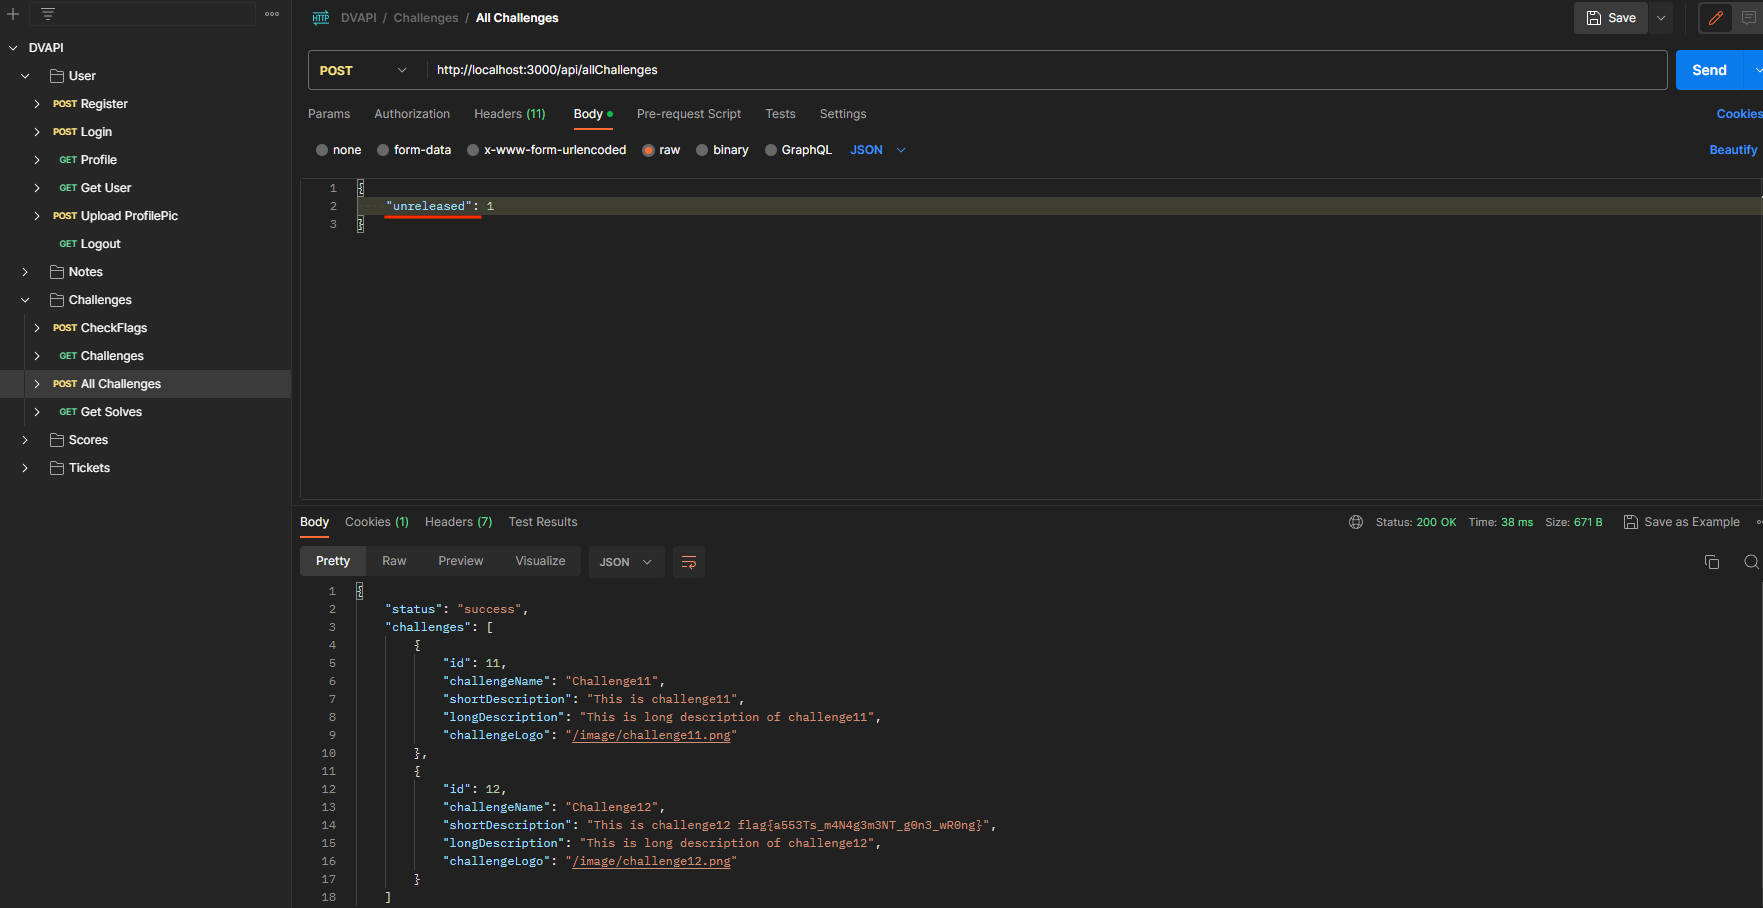 DVAPI
User
POST Register
POST Login
GET Profile
GET Get User
POST Upload ProfilePic
GET Logout
Notes
Challenges
POST CheckFlags
GET Challenges
POST All Challenges
GET Get Solves
Scores
Tickets
HTTP DVAPI / Challenges / All Challenges
Save
POST http://localhost:3000/api/allChallenges Send
Params Authorization Headers (11) Body Pre-request Script Tests Settings Cookies
none form-data x-www-form-urlencoded raw binary GraphQL JSON Beautify
1 {
2 "unreleased": 1
3 }
Body Cookies (1) Headers (7) Test Results Status: 200 OK Time: 38 ms Size: 671 B Save as Example
Pretty Raw Preview Visualize JSON
1 {
2 "status": "success",
3 "challenges": [
4 {
5 "id": 11,
6 "challengeName": "Challenge11",
7 "shortDescription": "This is challenge11",
8 "longDescription": "This is long description of challenge11",
9 "challengeLogo": "/image/challenge11.png"
10 },
11 {
12 "id": 12,
13 "challengeName": "Challenge12",
14 "shortDescription": "This is challenge12 flag{a553Ts_m4N4g3m3NT_g0n3_wR0ng}",
15 "longDescription": "This is long description of challenge12",
16 "challengeLogo": "/image/challenge12.png"
17 }
18 ]